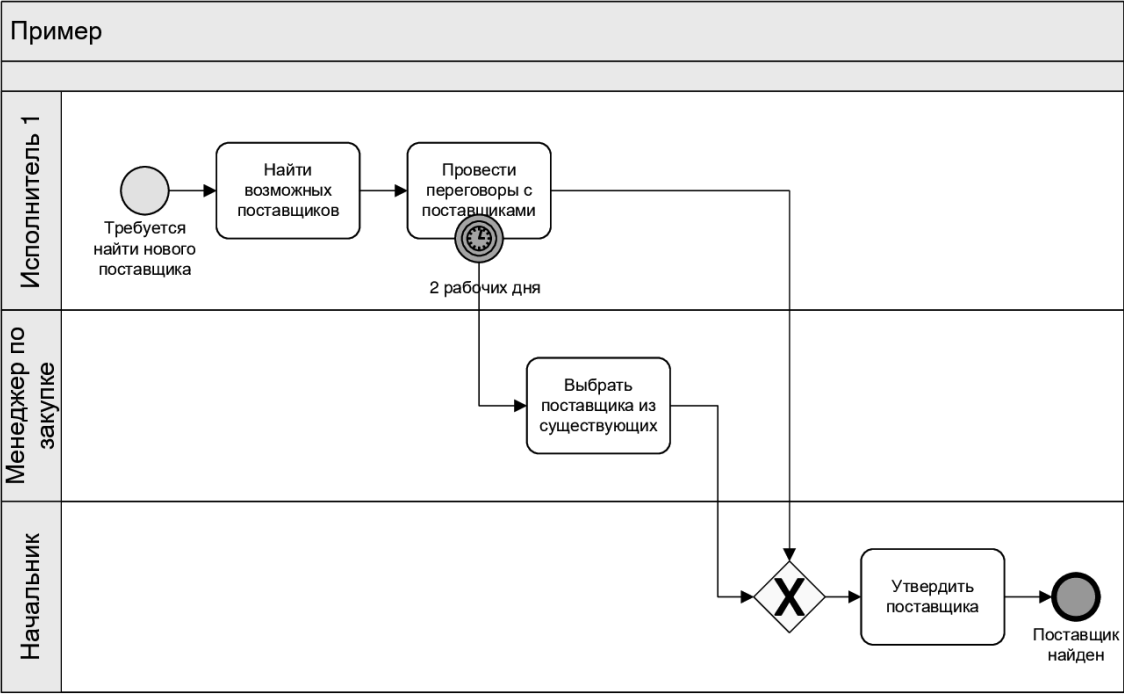 Пример
Исполнитель 1
Требуется
найти нового
поставщика
Найти
возможных
поставщиков
Провести
переговоры с
поставщиками
2 рабочих дня
Менеджер по
закупке
Выбрать
поставщика из
существующих
Начальник
X
Утвердить
поставщика
Поставщик
найден